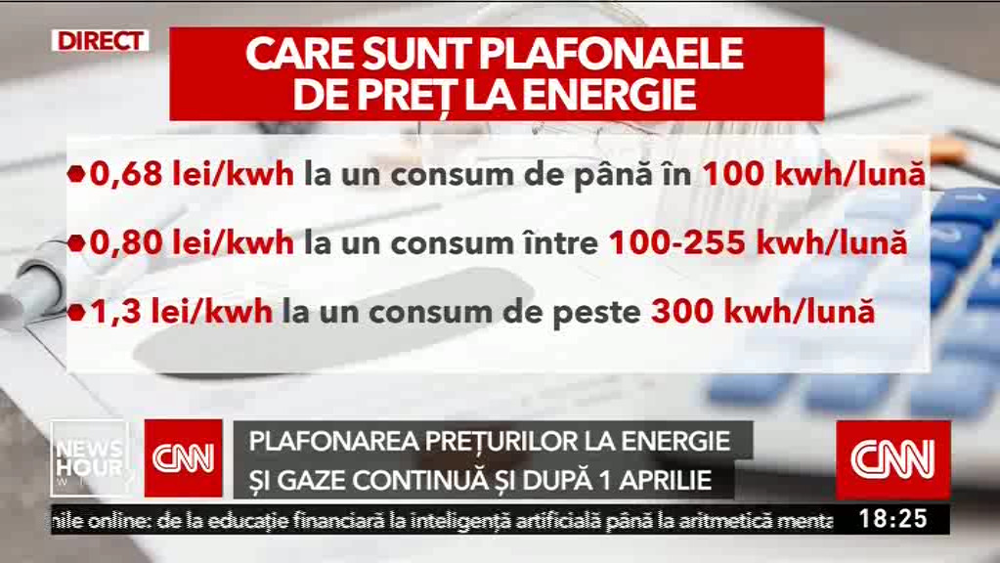 DIRECT
CARE SUNT PLAFONAELE
DE PREȚ LA ENERGIE
0,68 lei/kwh la un consum de până în 100 kwh/lună
0,80 lei/kwh la un consum între 100-255 kwh/lună
1,3 lei/kwh la un consum de peste 300 kwh/lună
NEWS
HOUR
CNN
PLAFONAREA PREȚURILOR LA ENERGIE
ȘI GAZE CONTINUĂ ȘI DUPĂ 1 APRILIE
CNN
online: de la educație financiară la inteligență artificială până la aritmetică
18:25